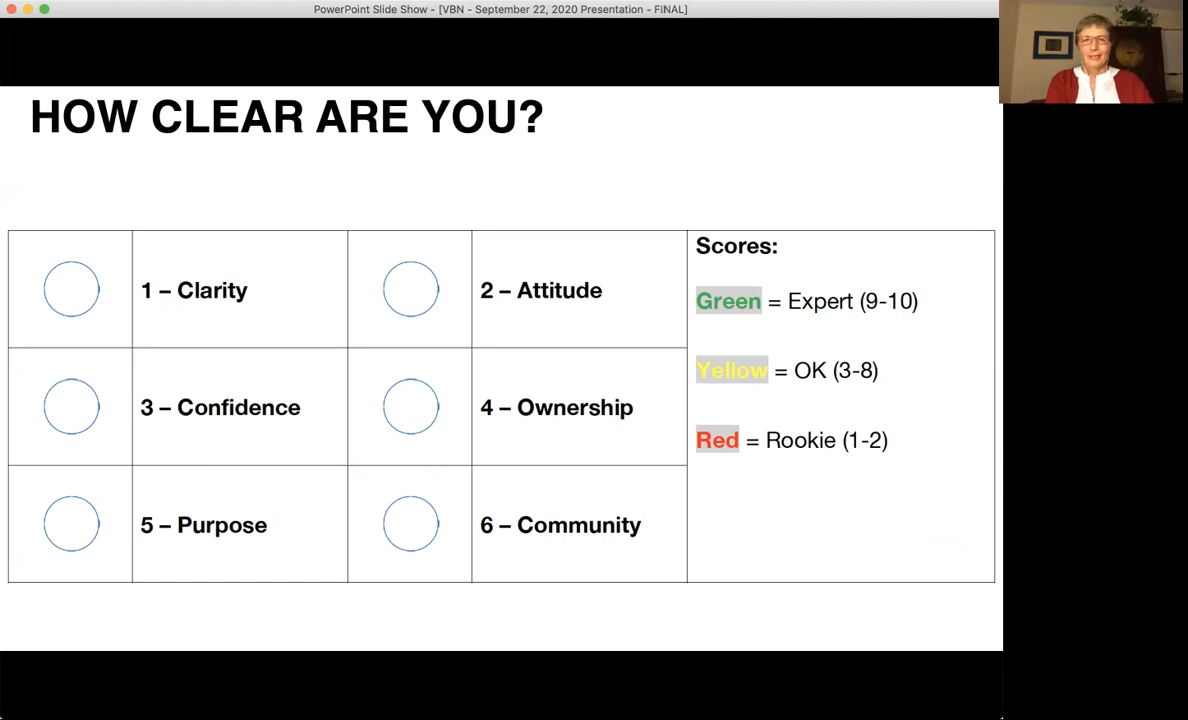 PowerPoint Slide Show - [VBN - September 22, 2020 Presentation - FiNAL]
HOW CLEAR ARE YOU?
1 – Clarity
2 – Attitude
3 – Confidence
4 – Ownership
5 – Purpose
6 – Community
Scores:
Green = Expert (9-10)
Yellow = OK (3-8)
Red = Rookie (1-2)